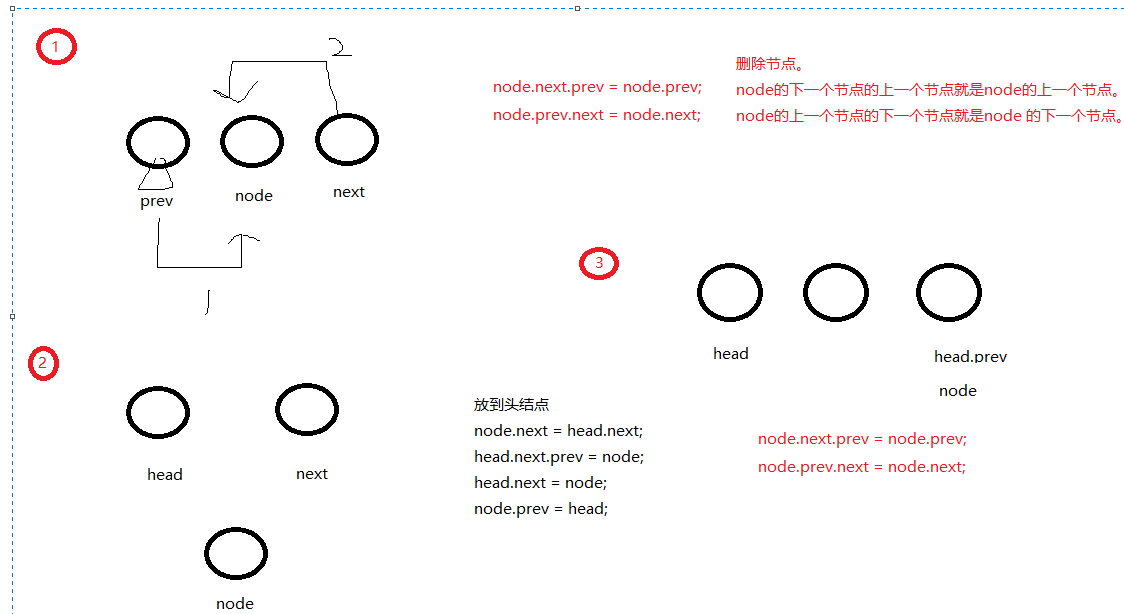 1
2
node.next.prev = node.prev;
node.prev.next = node.next;
删除节点。
node的下一个节点的上一个节点就是node的上一个节点。
node的上一个节点的下一个节点就是node 的下一个节点。
prev
node
next
1
3
head
head.prev
node
node.next.prev = node.prev;
node.prev.next = node.next;
2
head
next
node
放到头结点
node.next = head.next;
head.next.prev = node;
head.next = node;
node.prev = head;